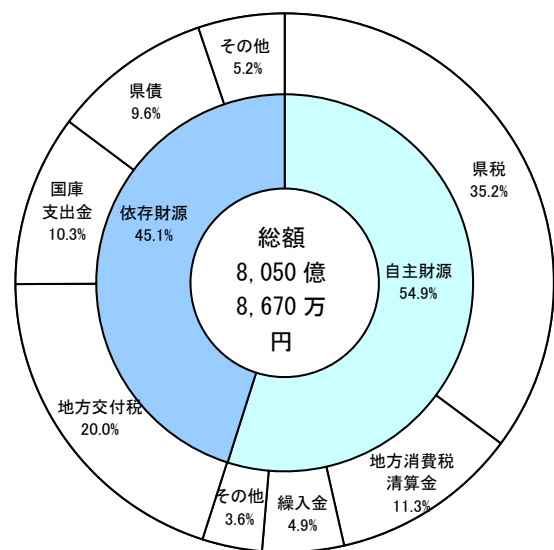 総額
8,050 億
8,670 万
円
自主財源
54.9%
依存財源
45.1%
県税
35.2%
地方消費税
清算金
11.3%
繰入金
4.9%
その他
3.6%
地方交付税
20.0%
国庫
支出金
10.3%
県債
9.6%
その他
5.2%